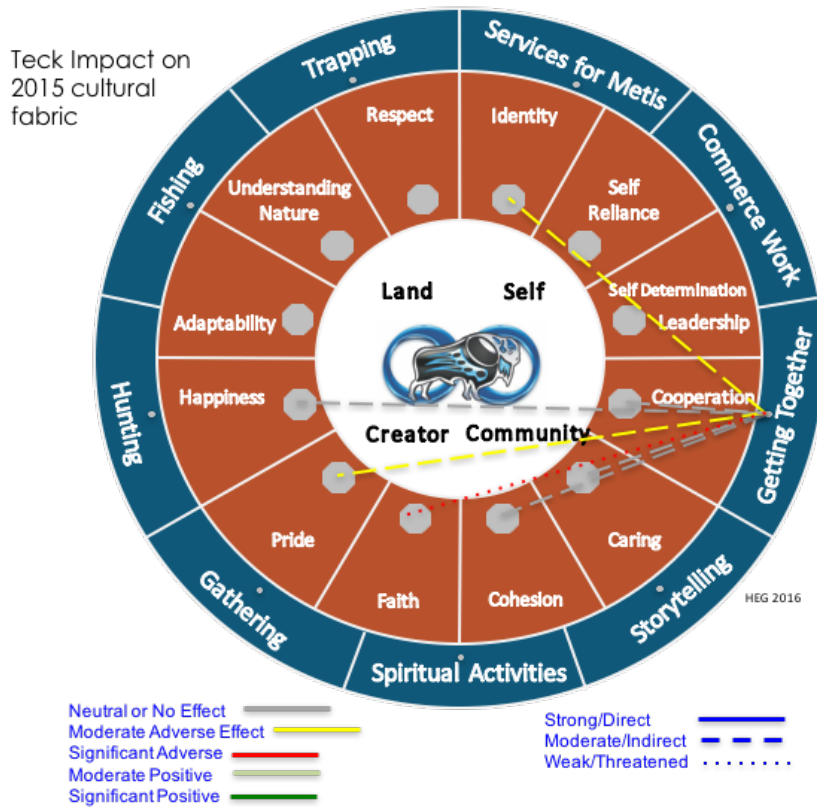 Teck Impact on
2015 cultural
fabric
Trapping
Services for Metis
Commerce Work
Getting Together
Storytelling
Spiritual Activities
Gathering
Hunting
Fishing
Respect
Identity
Self
Reliance
Self Determination
Leadership
Cooperation
Caring
Cohesion
Faith
Pride
Happiness
Adaptability
Understanding
Nature
Land
Self
Creator
Community
HEG 2016
Neutral or No Effect
Moderate Adverse Effect
Significant Adverse
Moderate Positive
Significant Positive
Strong/Direct
Moderate/Indirect
Weak/Threatened